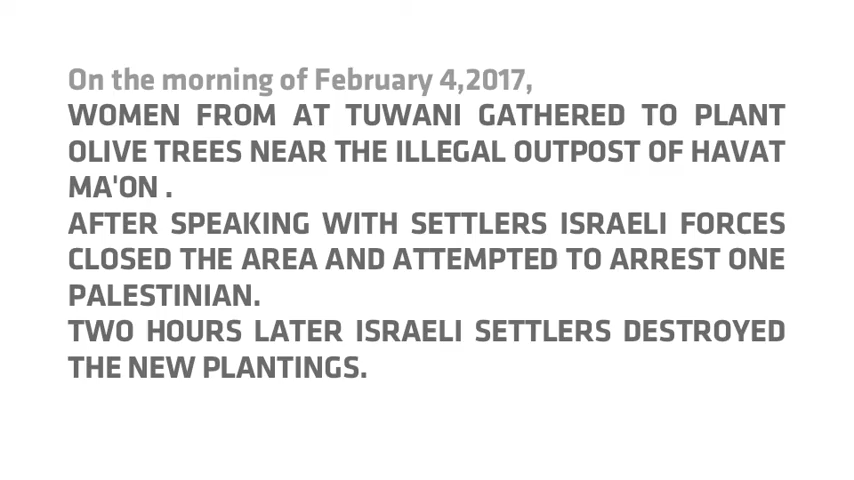 On the morning of February 4,2017,
WOMEN FROM AT TUWANI GATHERED TO PLANT
OLIVE TREES NEAR THE ILLEGAL OUTPOST OF HAVAT
MA'ON .
AFTER SPEAKING WITH SETTLERS ISRAELI FORCES
CLOSED THE AREA AND ATTEMPTED TO ARREST ONE
PALESTINIAN.
TWO HOURS LATER ISRAELI SETTLERS DESTROYED
THE NEW PLANTINGS.